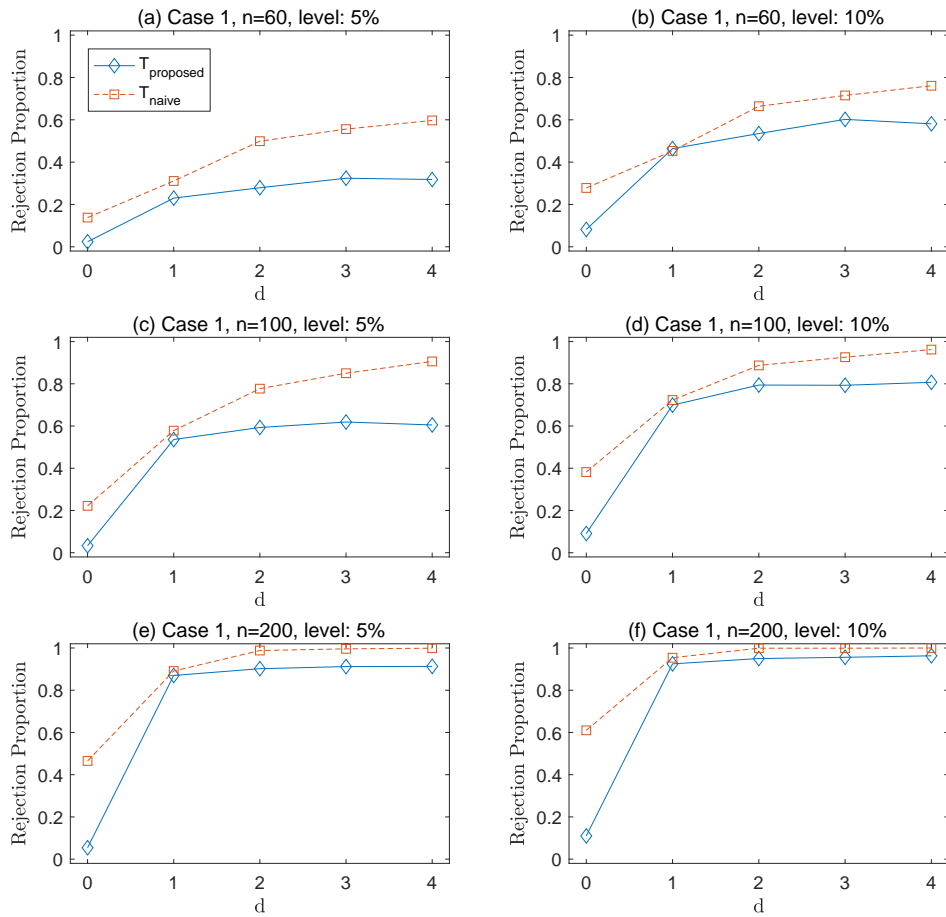 (a) Case 1, n=60, level: 5%
1
0.8
0.6
0.4
0.2
0
Rejection Proportion
T_proposed
T_naive
0 1 2 3 4
d
(b) Case 1, n=60, level: 10%
1
0.8
0.6
0.4
0.2
0
Rejection Proportion
0 1 2 3 4
d
(c) Case 1, n=100, level: 5%
1
0.8
0.6
0.4
0.2
0
Rejection Proportion
0 1 2 3 4
d
(d) Case 1, n=100, level: 10%
1
0.8
0.6
0.4
0.2
0
Rejection Proportion
0 1 2 3 4
d
(e) Case 1, n=200, level: 5%
1
0.8
0.6
0.4
0.2
0
Rejection Proportion
0 1 2 3 4
d
(f) Case 1, n=200, level: 10%
1
0.8
0.6
0.4
0.2
0
Rejection Proportion
0 1 2 3 4
d